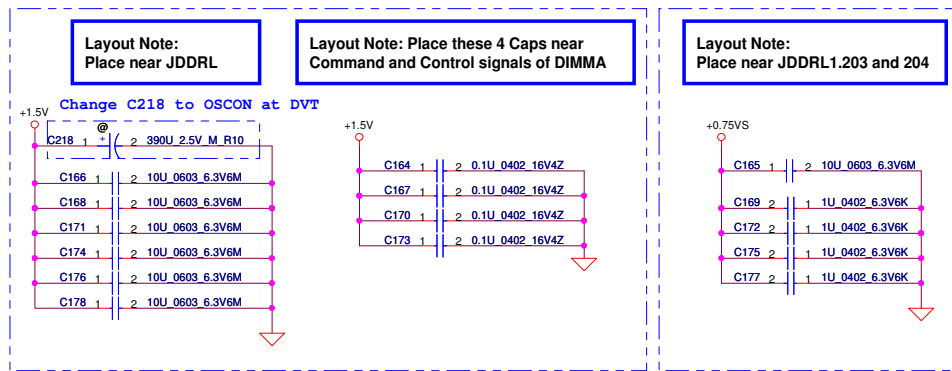 Layout Note:
Place near JDDRL
Layout Note: Place these 4 Caps near
Command and Control signals of DIMMA
Layout Note:
Place near JDDRL1.203 and 204
Change C218 to OSCON at DVT
+1.5V
@
C218 1 + 2 390U_2.5V_M_R10
C166 1 2 10U_0603_6.3V6M
C168 1 2 10U_0603_6.3V6M
C171 1 2 10U_0603_6.3V6M
C174 1 2 10U_0603_6.3V6M
C176 1 2 10U_0603_6.3V6M
C178 1 2 10U_0603_6.3V6M
+1.5V
C164 1 2 0.1U_0402_16V4Z
C167 1 2 0.1U_0402_16V4Z
C170 1 2 0.1U_0402_16V4Z
C173 1 2 0.1U_0402_16V4Z
+0.75VS
C165 1 2 10U_0603_6.3V6M
C169 2 1 1U_0402_6.3V6K
C172 2 1 1U_0402_6.3V6K
C175 2 1 1U_0402_6.3V6K
C177 2 1 1U_0402_6.3V6K